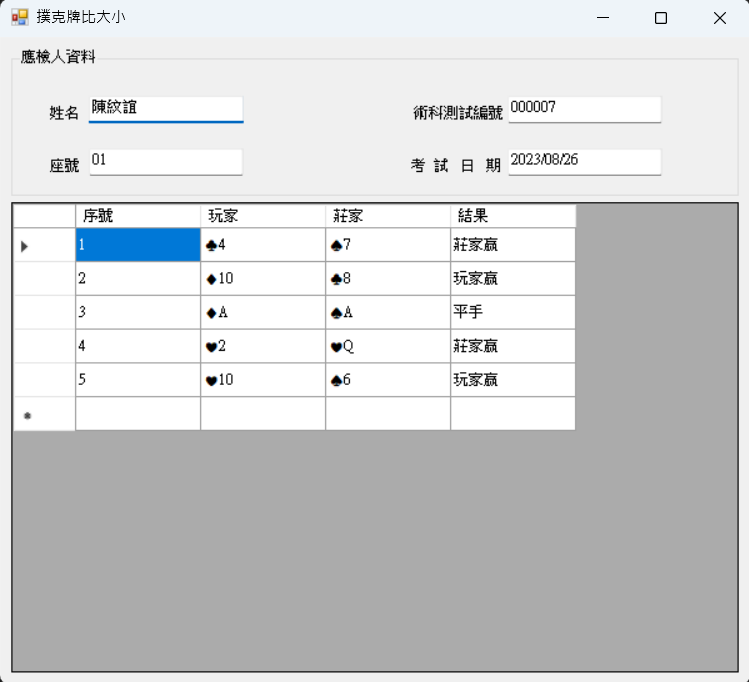 撲克牌比大小
應檢人資料
姓名 陳紋誼 術科測試編號 000007
座號 01 考 試 日 期 2023/08/26
序號 玩家 莊家 結果
1 ♣4 ♠7 莊家贏
2 ♦10 ♣8 玩家贏
3 ♦A ♠A 平手
4 ♥2 ♥Q 莊家贏
5 ♥10 ♠6 玩家贏